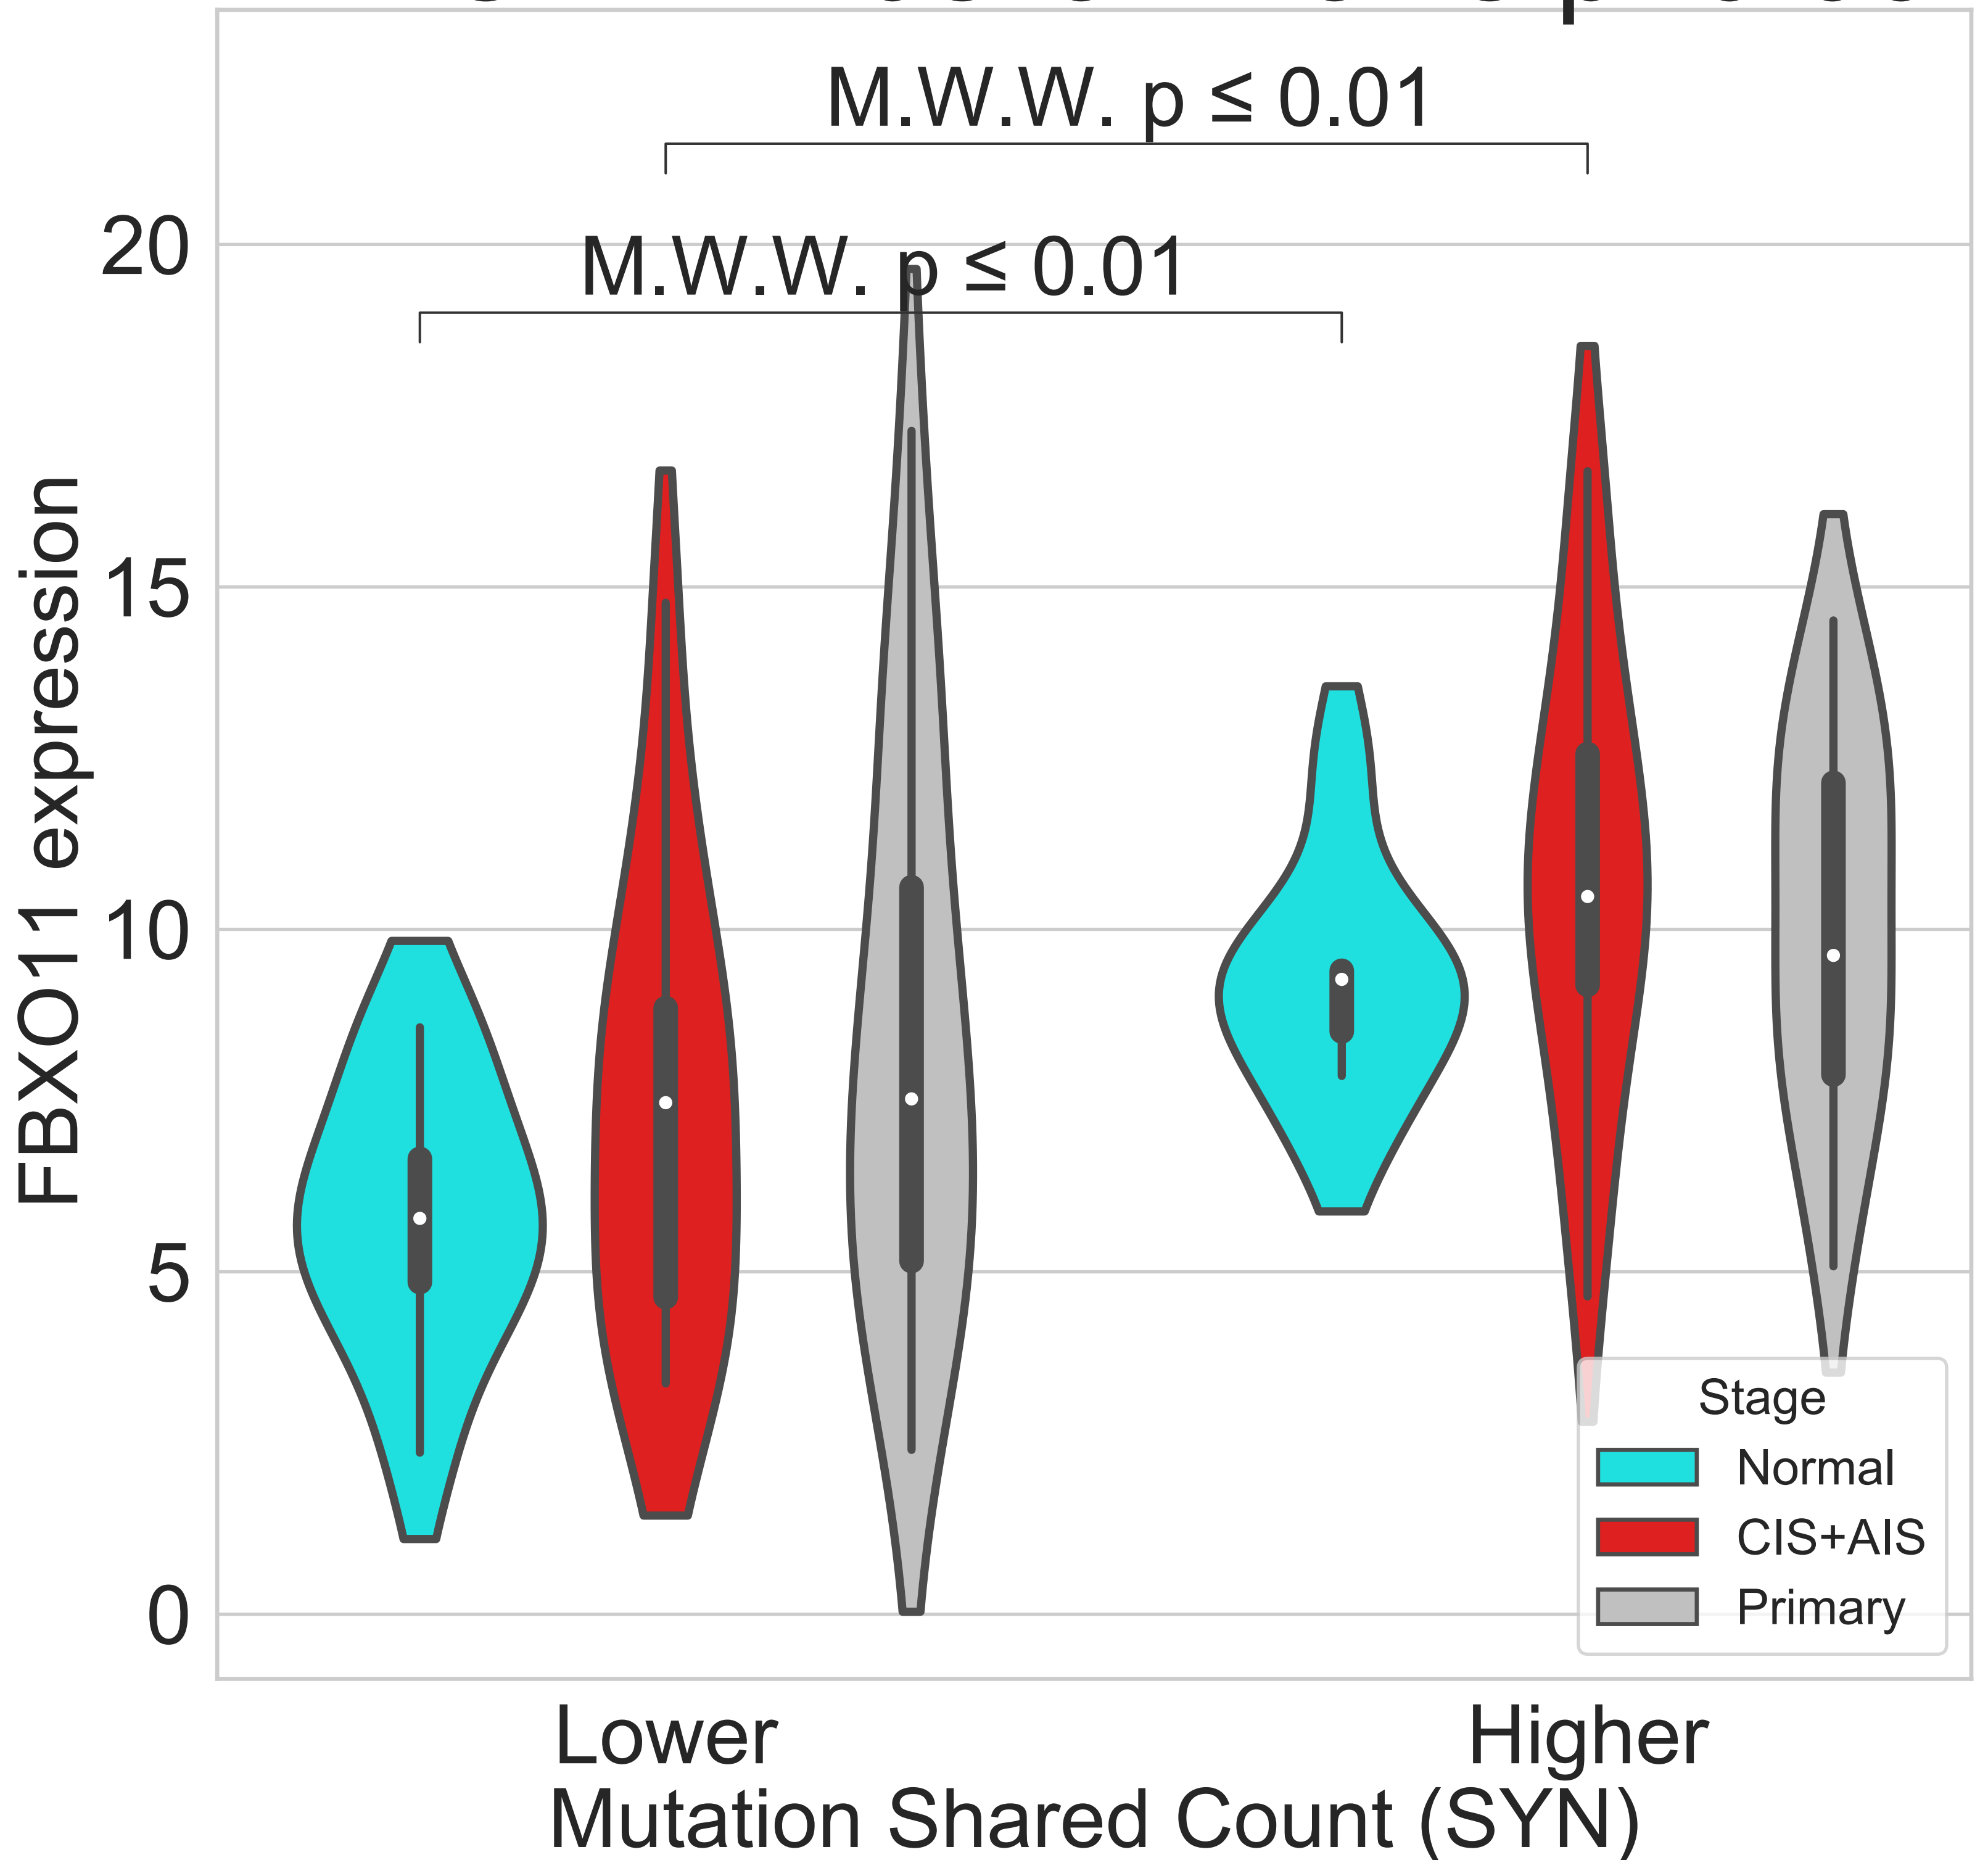 M.W.W. p ≤ 0.01
M.W.W. p ≤ 0.01
FBXO11 expression
20
15
10
5
0
Stage
Normal
CIS+AIS
Primary
Lower
Higher
Mutation Shared Count (SYN)